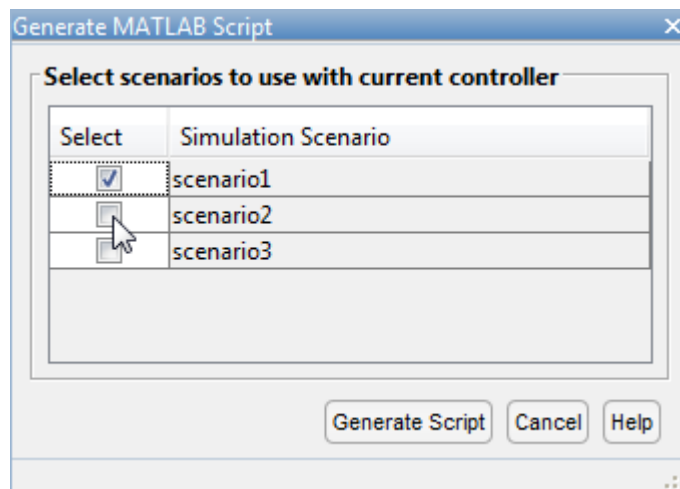 Generate MATLAB Script
Select scenarios to use with current controller
Select Simulation Scenario
scenario1
scenario2
scenario3
Generate Script Cancel Help